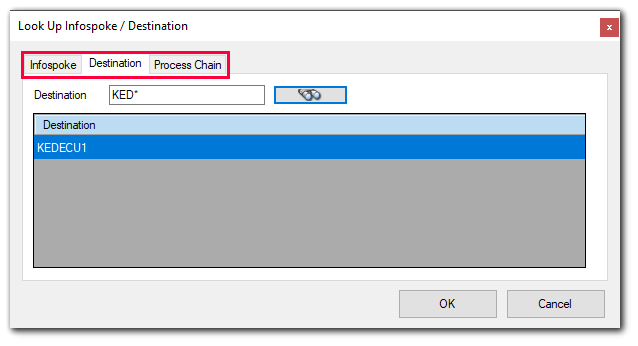 Look Up Infospoke / Destination
x
Infospoke Destination Process Chain
Destination KED*
Destination
KEDECU1
OK Cancel